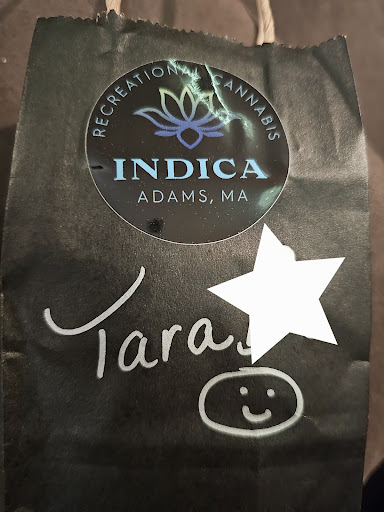 RECREATIONAL CANNABIS
INDICA
ADAMS, MA
Tara